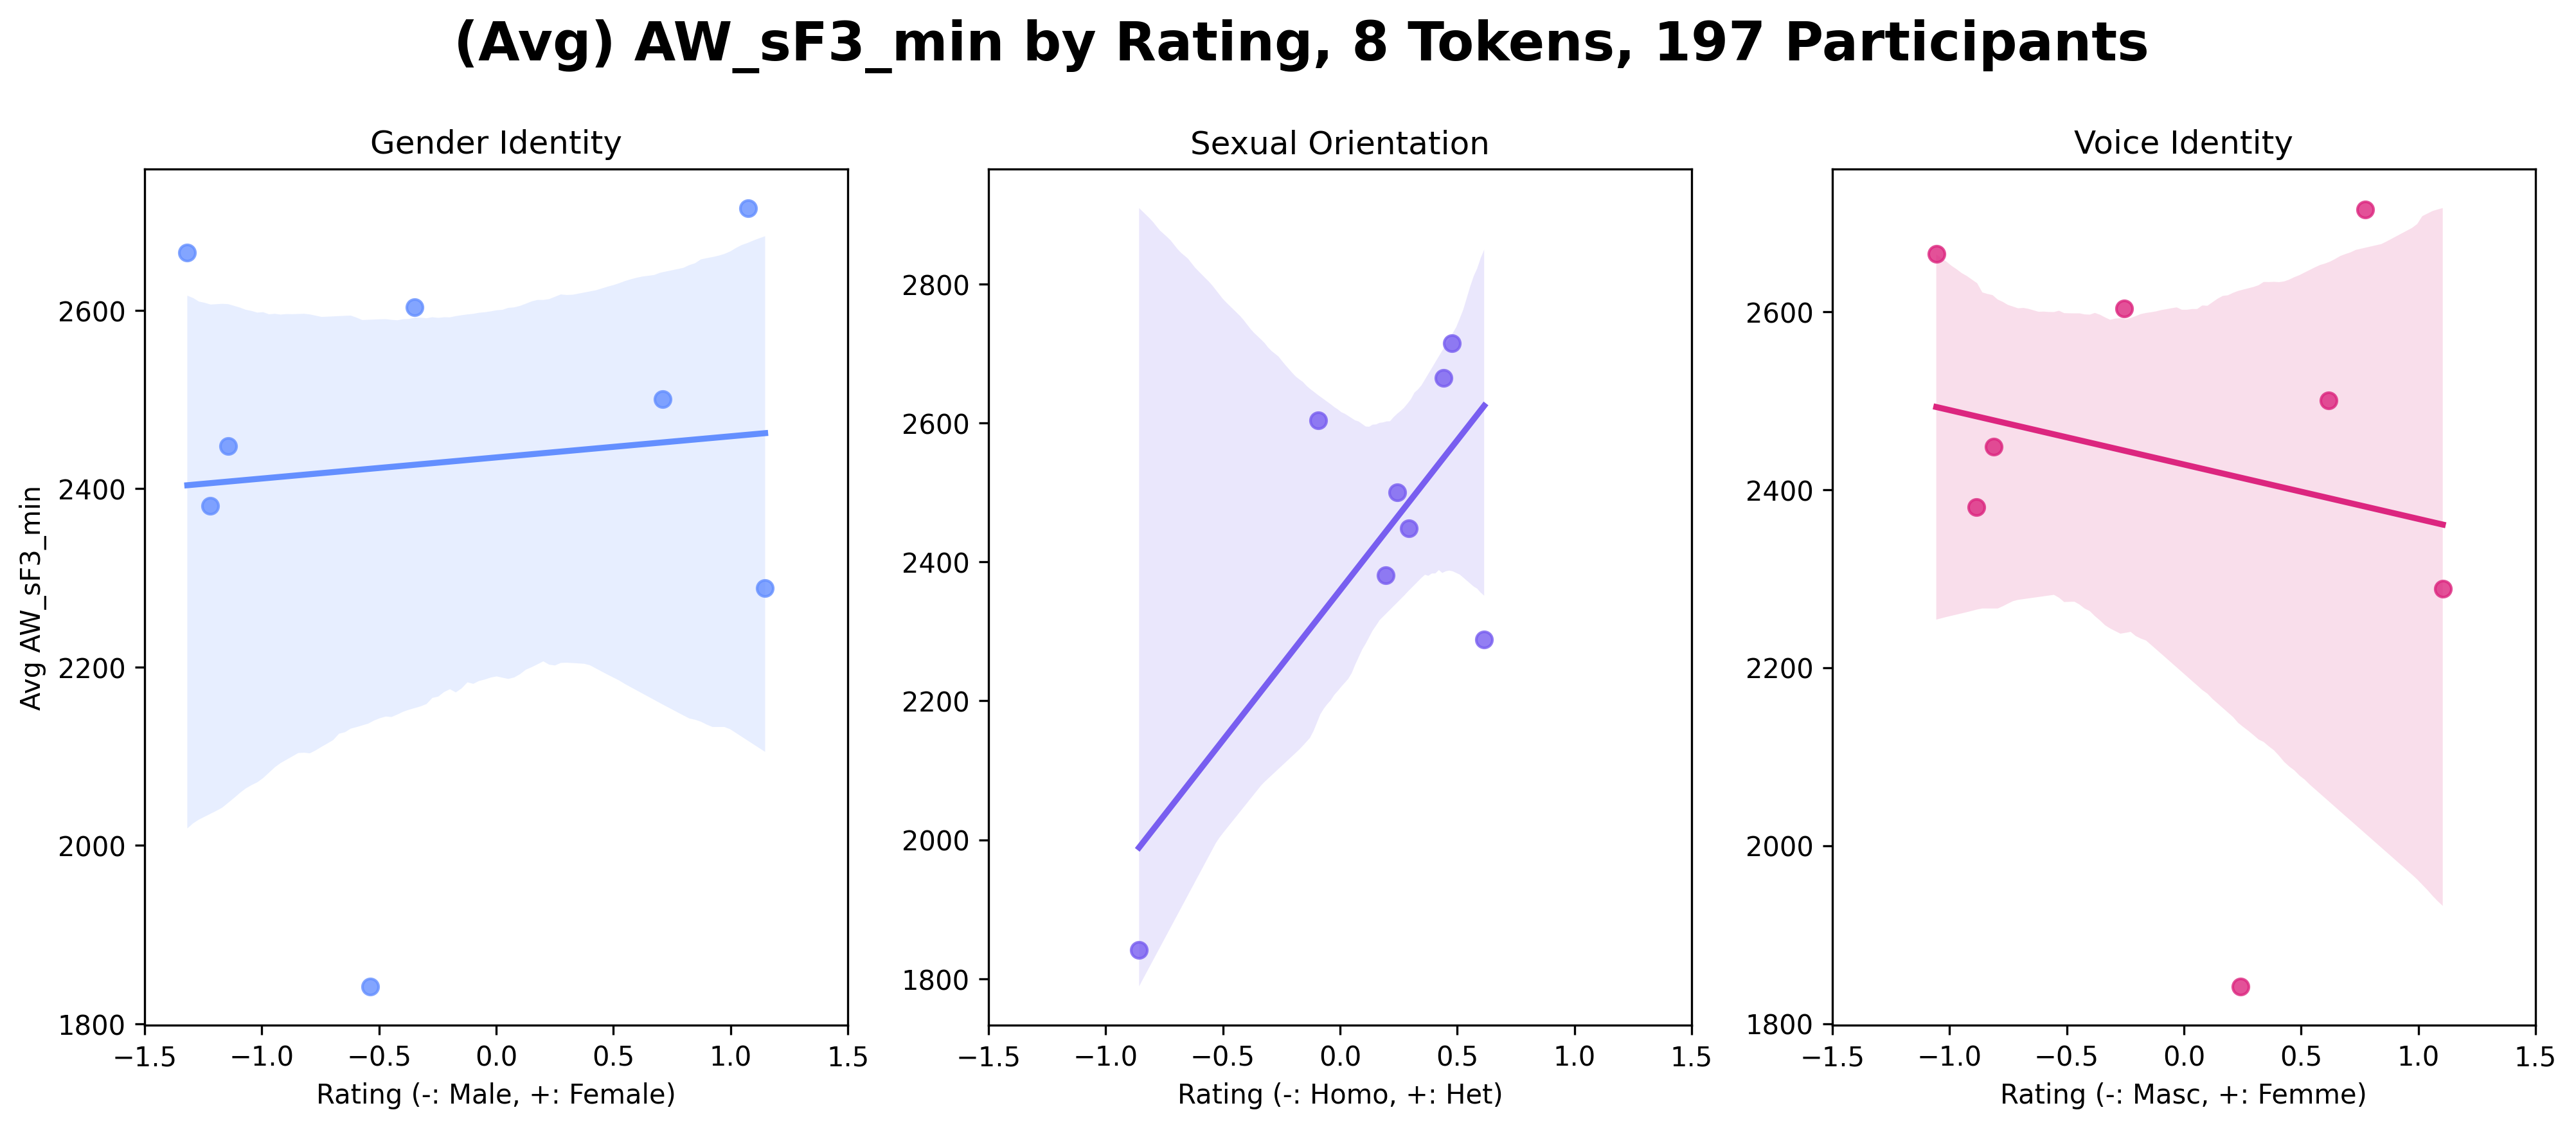 (Avg) AW_sF3_min by Rating, 8 Tokens, 197 Participants
Gender Identity
Avg AW_sF3_min
2600
2400
2200
2000
1800
−1.5 −1.0 −0.5 0.0 0.5 1.0 1.5
Rating (-: Male, +: Female)
Sexual Orientation
2800
2600
2400
2200
2000
1800
−1.5 −1.0 −0.5 0.0 0.5 1.0 1.5
Rating (-: Homo, +: Het)
Voice Identity
2600
2400
2200
2000
1800
−1.5 −1.0 −0.5 0.0 0.5 1.0 1.5
Rating (-: Masc, +: Femme)